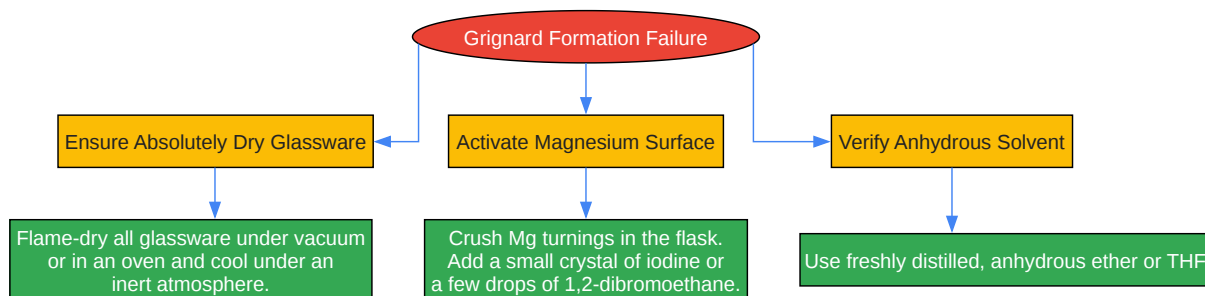 Grignard Formation Failure
Ensure Absolutely Dry Glassware
Activate Magnesium Surface
Verify Anhydrous Solvent
Flame-dry all glassware under vacuum
or in an oven and cool under an
inert atmosphere.
Crush Mg turnings in the flask.
Add a small crystal of iodine or
a few drops of 1,2-dibromoethane.
Use freshly distilled, anhydrous ether or THF.